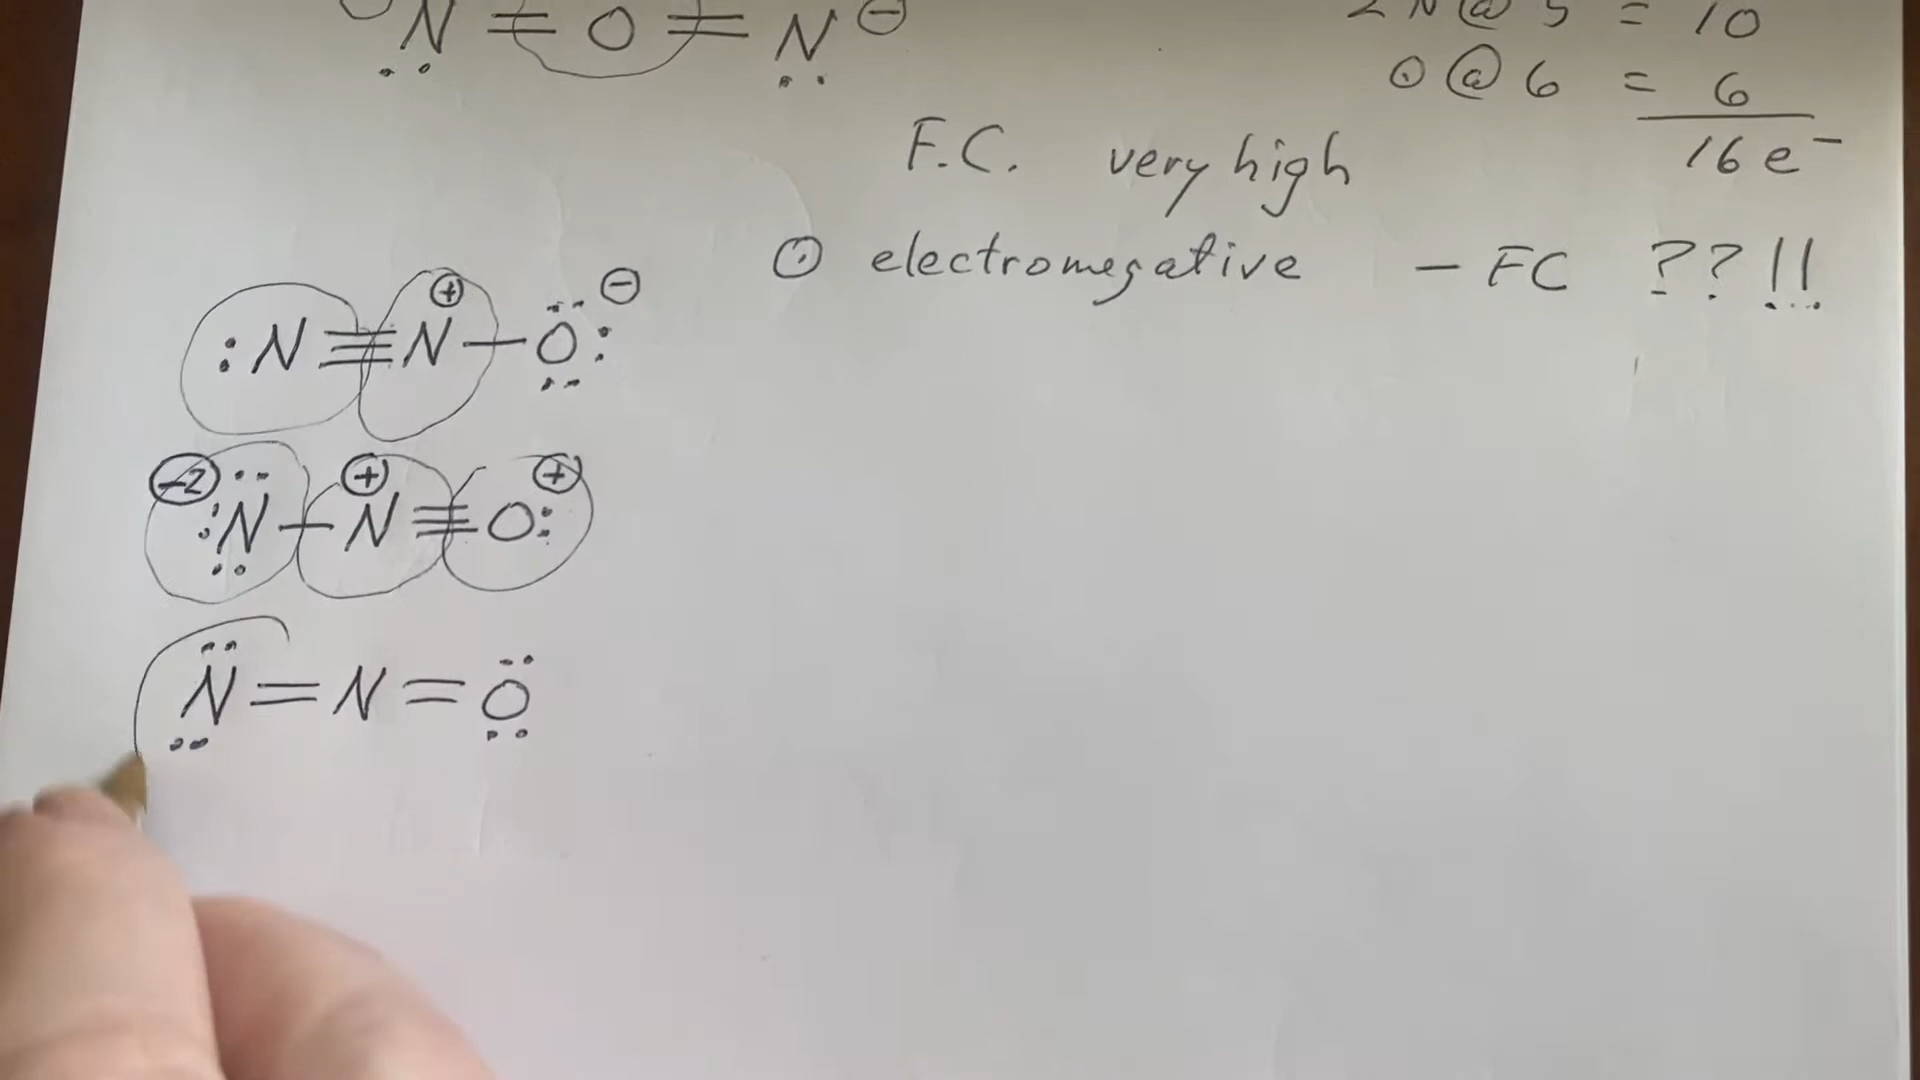 N = O = N ⊖
2 N @ 5 = 10
O @ 6 = 6
16 e⁻
F.C. very high
O electronegative - FC ??!!
:N ≡ N⊕ - Ö:⊖
-2 :N̈ - N⊕ ≡ O:⊕
N̈ = N = Ö